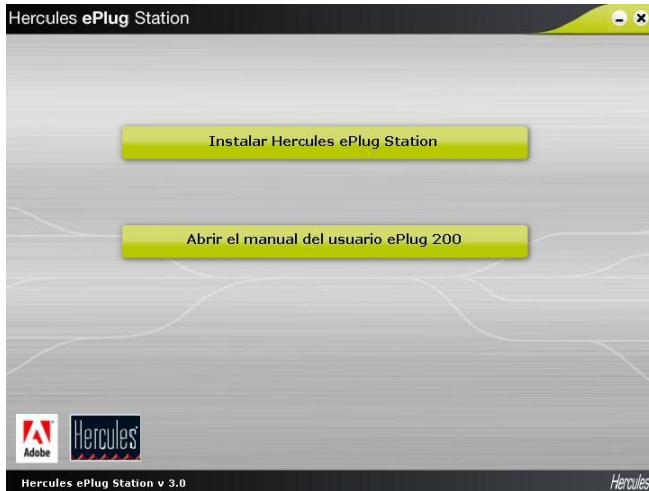 Hercules ePlug Station
Instalar Hercules ePlug Station
Abrir el manual del usuario ePlug 200
Adobe
Hercules
Hercules ePlug Station v 3.0
Hercules